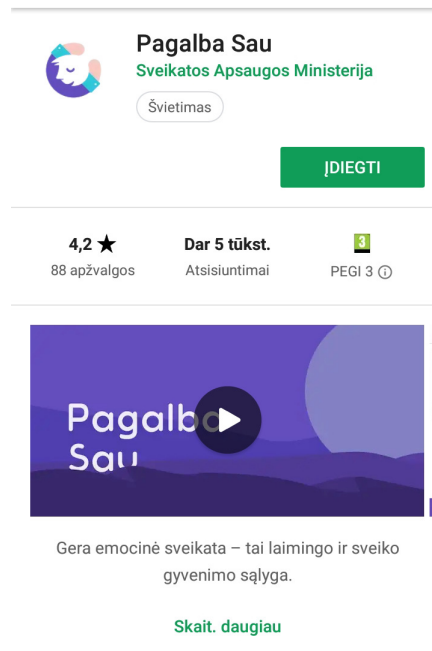 Pagalba Sau
Sveikatos Apsaugos Ministerija
Švietimas
ĮDIEGTI
4,2 ★ Dar 5 tūkst. 3
88 apžvalgos Atsisiuntimai PEGI 3
Pagalba
Sau
Gera emocinė sveikata – tai laimingo ir sveiko
gyvenimo sąlyga.
Skait. daugiau